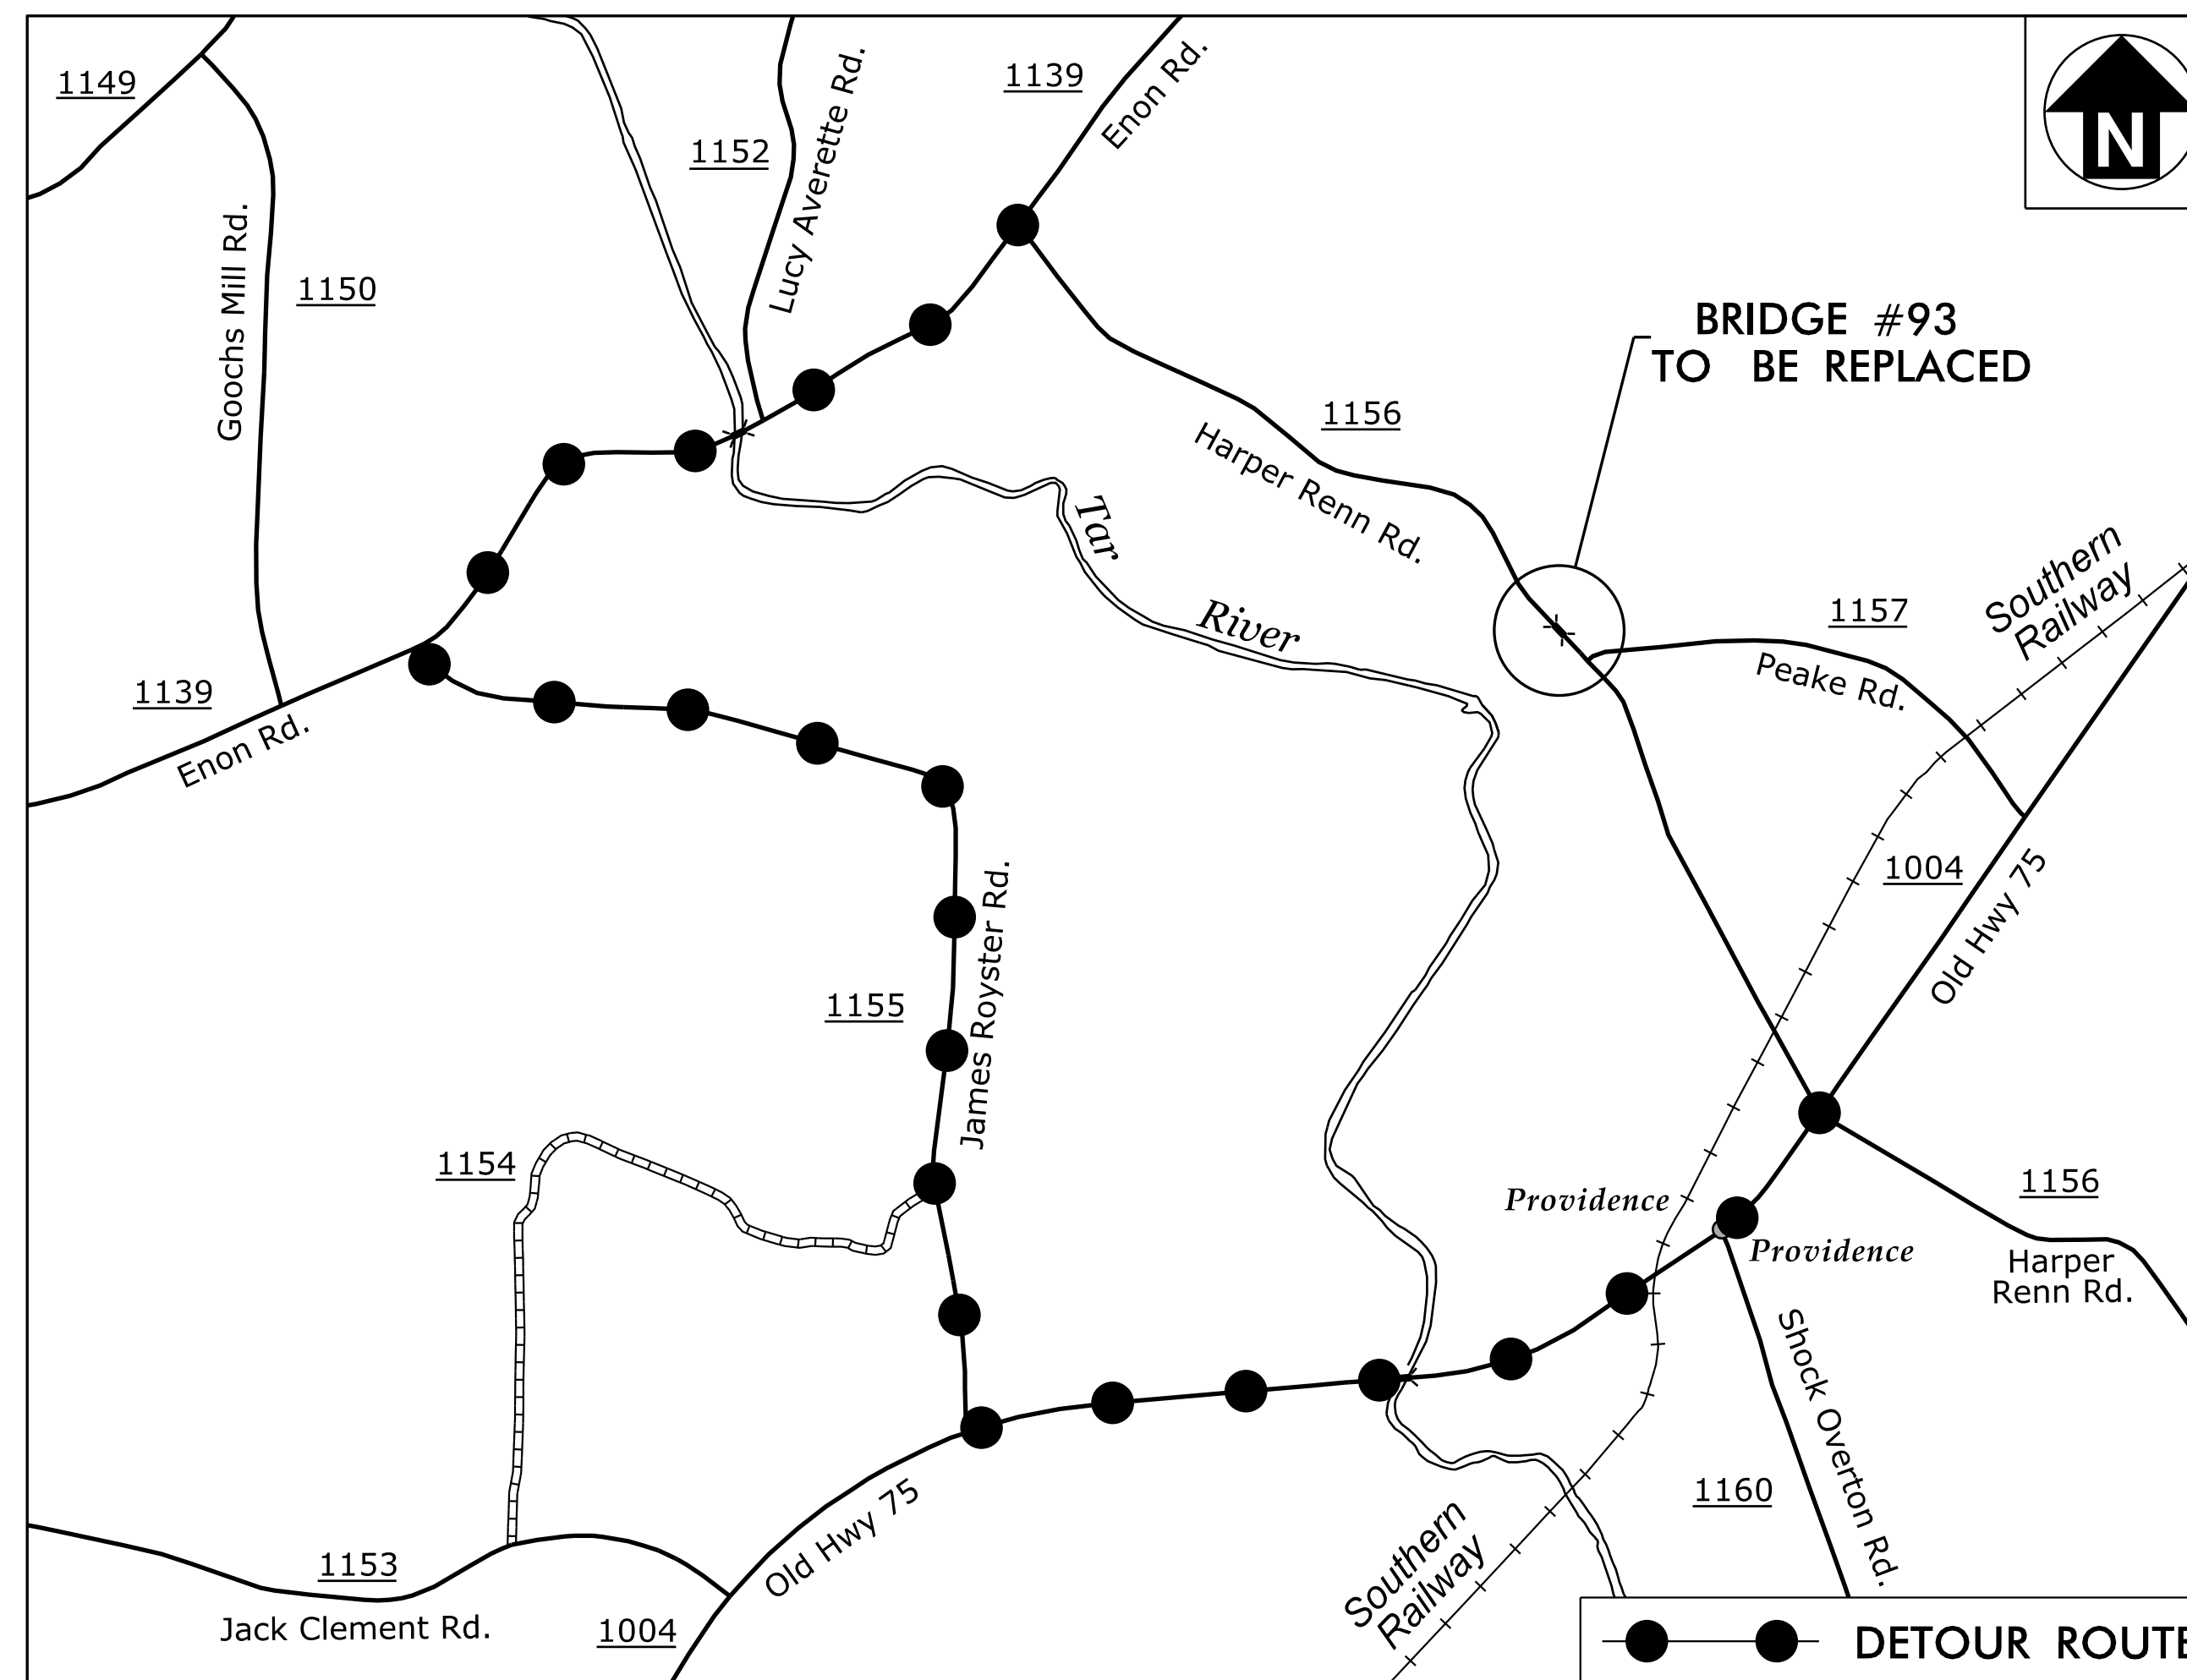 1149
1139
Enon Rd.
N
1152
Lucy Averette Rd.
Goochs Mill Rd.
1150
BRIDGE #93
TO BE REPLACED
1156
Harper Renn Rd.
Tar
River
Southern
Railway
1157
Peake Rd.
1139
Enon Rd.
1004
Old Hwy 75
1155
James Royster Rd.
1154
Providence
1156
Providence
Harper
Renn Rd.
Shock Overton Rd.
1160
Old Hwy 75
Southern
Railway
1153
Jack Clement Rd.
1004
DETOUR ROUTE